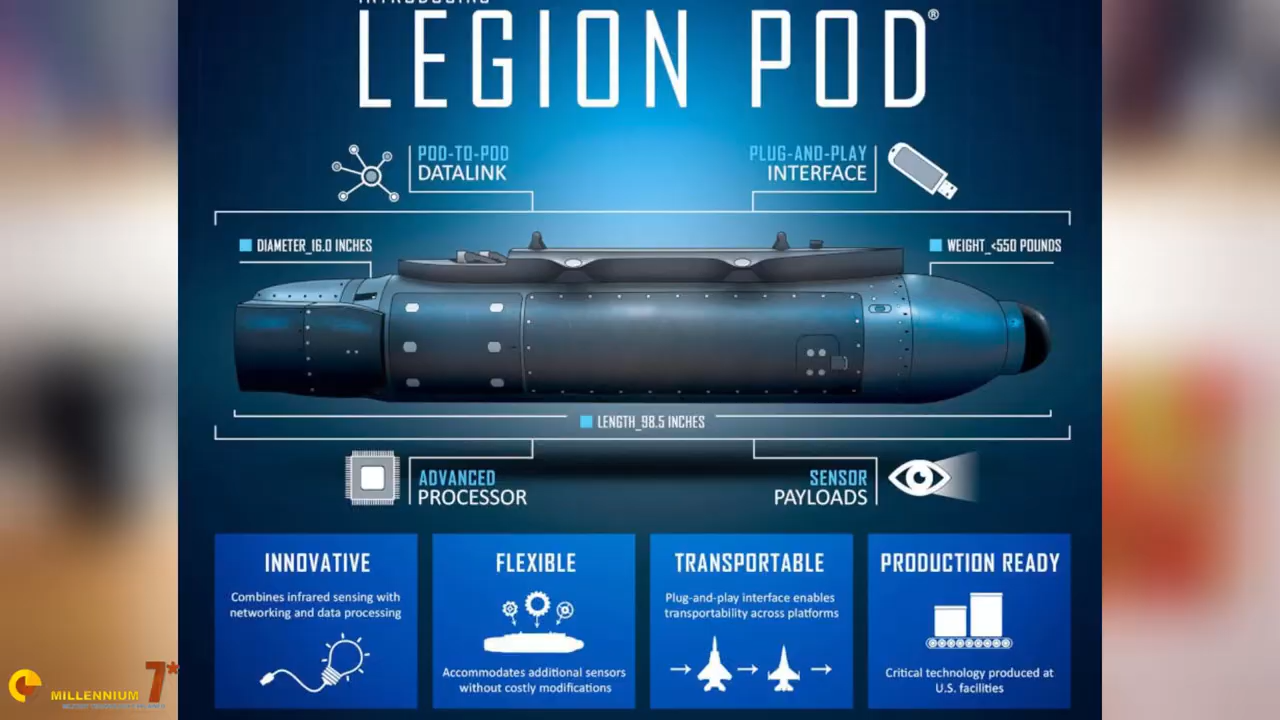 INTRODUCING
LEGION POD®
POD-TO-POD
DATALINK
PLUG-AND-PLAY
INTERFACE
DIAMETER_16.0 INCHES
WEIGHT_<550 POUNDS
LENGTH_98.5 INCHES
ADVANCED
PROCESSOR
SENSOR
PAYLOADS
INNOVATIVE
Combines infrared sensing with
networking and data processing
FLEXIBLE
Accommodates additional sensors
without costly modifications
TRANSPORTABLE
Plug-and-play interface enables
transportability across platforms
PRODUCTION READY
Critical technology produced at
U.S. facilities
MILLENNIUM 7*